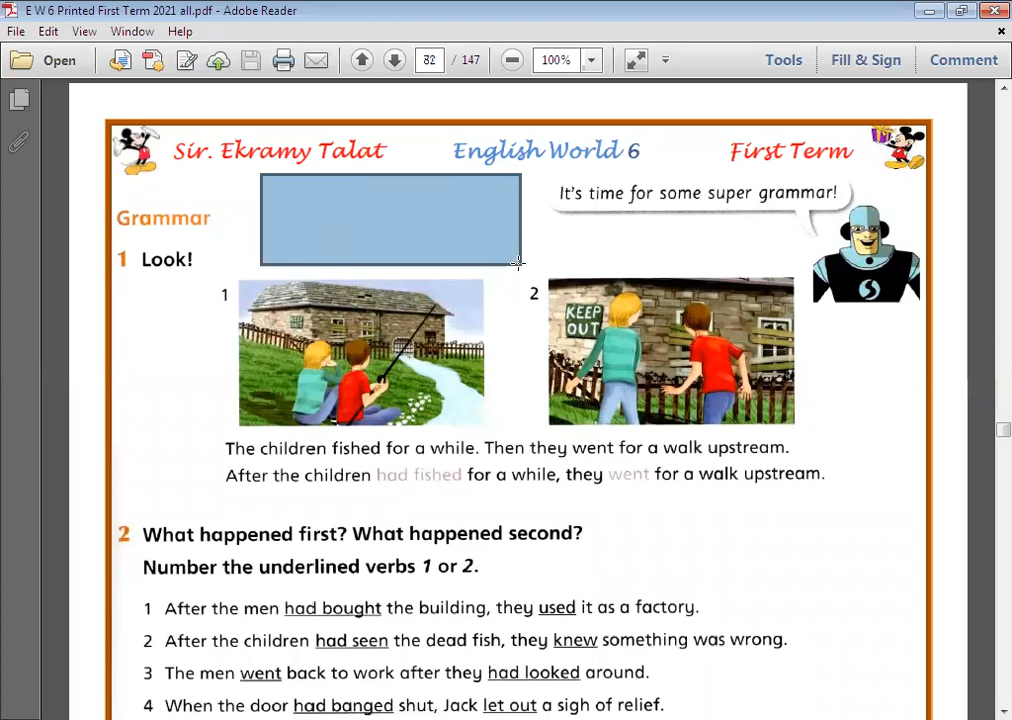 E W 6 Printed First Term 2021 all.pdf - Adobe Reader
File Edit View Window Help
Open 82 / 147 100% Tools Fill & Sign Comment
Sir. Ekramy Talat English World 6 First Term
It's time for some super grammar!
Grammar
1 Look!
1 2
KEEP
OUT
The children fished for a while. Then they went for a walk upstream.
After the children had fished for a while, they went for a walk upstream.
2 What happened first? What happened second?
Number the underlined verbs 1 or 2.
1 After the men had bought the building, they used it as a factory.
2 After the children had seen the dead fish, they knew something was wrong.
3 The men went back to work after they had looked around.
4 When the door had banged shut, Jack let out a sigh of relief.